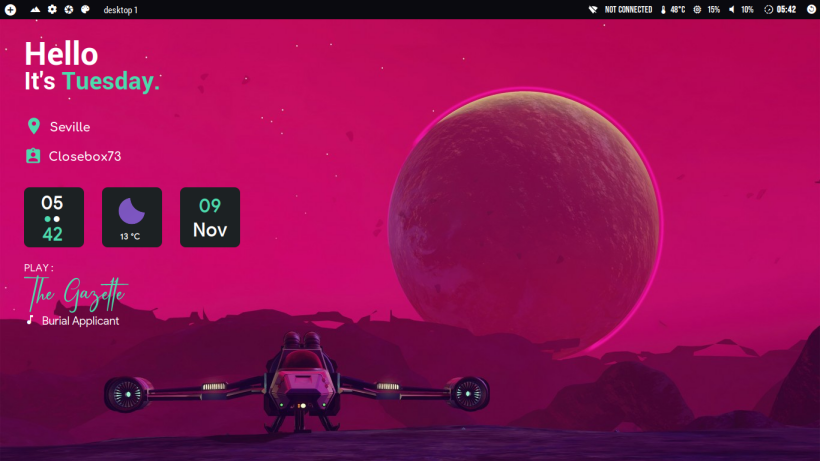 desktop 1
NOT CONNECTED 48°C 15% 10% 05:42
Hello
It's Tuesday.
Seville
Closebox73
05
42
13 °C
09
Nov
PLAY :
The Gazette
Burial Applicant